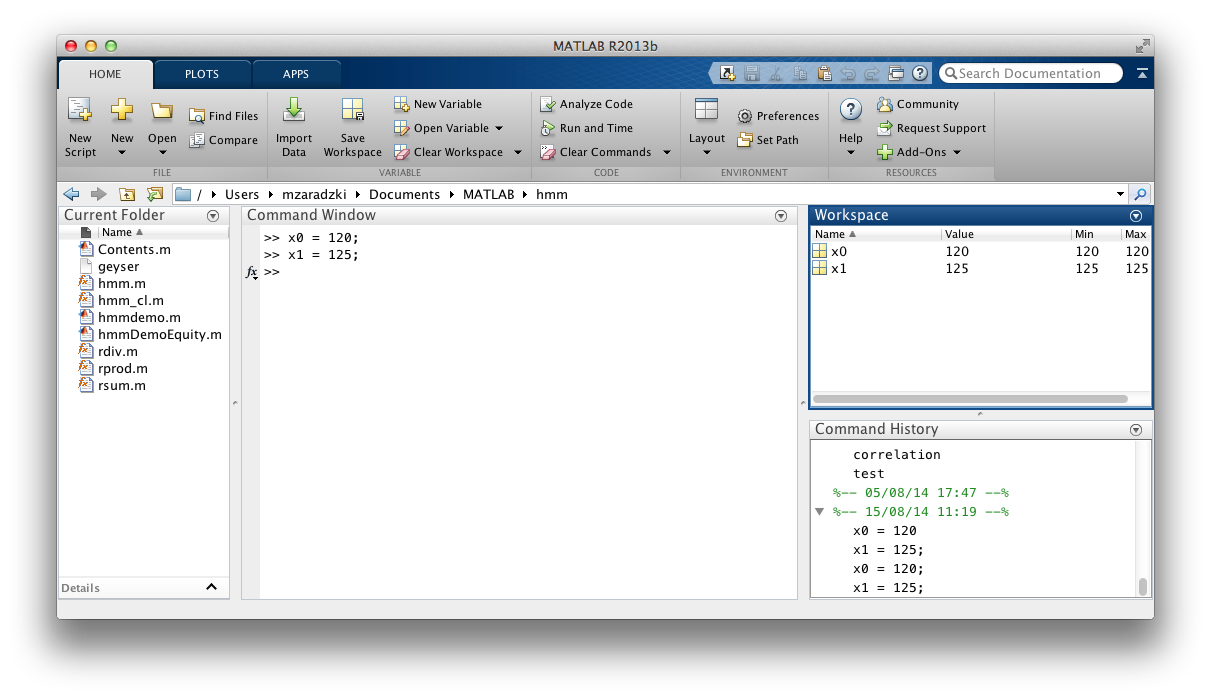 MATLAB R2013b
HOME PLOTS APPS Search Documentation
New Script New Open Find Files Compare
Import Data Save Workspace New Variable Open Variable Clear Workspace
Analyze Code Run and Time Clear Commands
Layout Preferences Set Path
Help Community Request Support Add-Ons
FILE VARIABLE CODE ENVIRONMENT RESOURCES
/ Users mzaradzki Documents MATLAB hmm
Current Folder
Name
Contents.m
geyser
hmm.m
hmm_cl.m
hmmdemo.m
hmmDemoEquity.m
rdiv.m
rprod.m
rsum.m
Details
Command Window
>> x0 = 120;
>> x1 = 125;
fx >>
Workspace
Name Value Min Max
x0 120 120 120
x1 125 125 125
Command History
correlation
test
%-- 05/08/14 17:47 --%
%-- 15/08/14 11:19 --%
x0 = 120
x1 = 125;
x0 = 120;
x1 = 125;